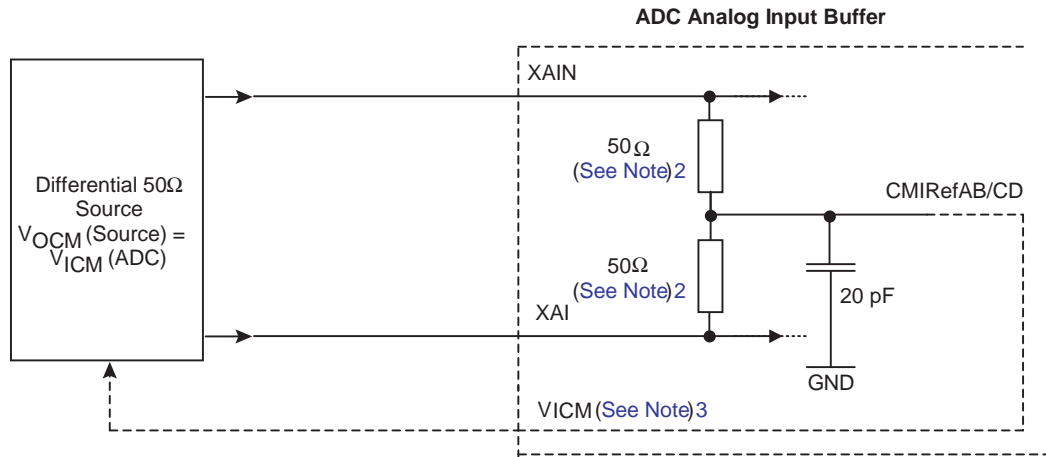 ADC Analog Input Buffer
XAIN
50Ω
(See Note)2
CMIRefAB/CD
Differential 50Ω
Source
VOCM (Source) =
VICM (ADC)
50Ω
(See Note)2
20 pF
XAI
GND
VICM(See Note)3